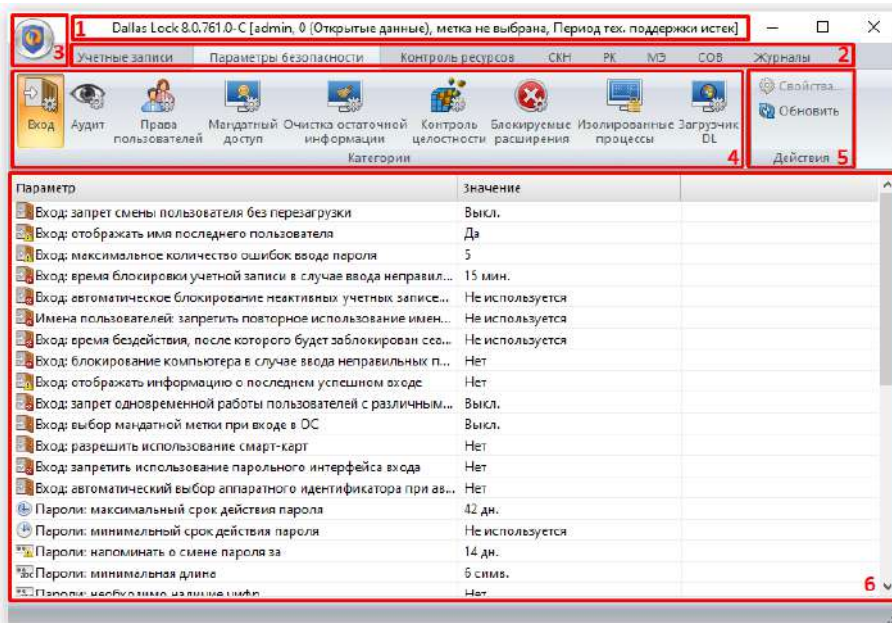 1 Dallas Lock 8.0.761.0-C [admin, 0 (Открытые данные), метка не выбрана, Период тех. поддержки истек]
3
Учетные записи Параметры безопасности Контроль ресурсов СКН РК МЭ СОВ Журналы 2
Вход
Аудит
Права пользователей
Мандатный доступ
Очистка остаточной информации
Контроль целостности
Блокируемые расширения
Изолированные процессы
Загрузчик DL
Категории 4
Свойства...
Обновить
Действия 5
Параметр Значение
Вход: запрет смены пользователя без перезагрузки Выкл.
Вход: отображать имя последнего пользователя Да
Вход: максимальное количество ошибок ввода пароля 5
Вход: время блокировки учетной записи в случае ввода неправил... 15 мин.
Вход: автоматическое блокирование неактивных учетных записе... Не используется
Имена пользователей: запретить повторное использование имен... Не используется
Вход: время бездействия, после которого будет заблокирован сеа... Не используется
Вход: блокирование компьютера в случае ввода неправильных п... Нет
Вход: отображать информацию о последнем успешном входе Нет
Вход: запрет одновременной работы пользователей с различным... Выкл.
Вход: выбор мандатной метки при входе в ОС Выкл.
Вход: разрешить использование смарт-карт Нет
Вход: запретить использование парольного интерфейса входа Нет
Вход: автоматический выбор аппаратного идентификатора при ав... Нет
Пароли: максимальный срок действия пароля 42 дн.
Пароли: минимальный срок действия пароля Не используется
Пароли: напоминать о смене пароля за 14 дн.
Пароли: минимальная длина 6 симв.
Пароли: необходимо наличие цифр Нет
6